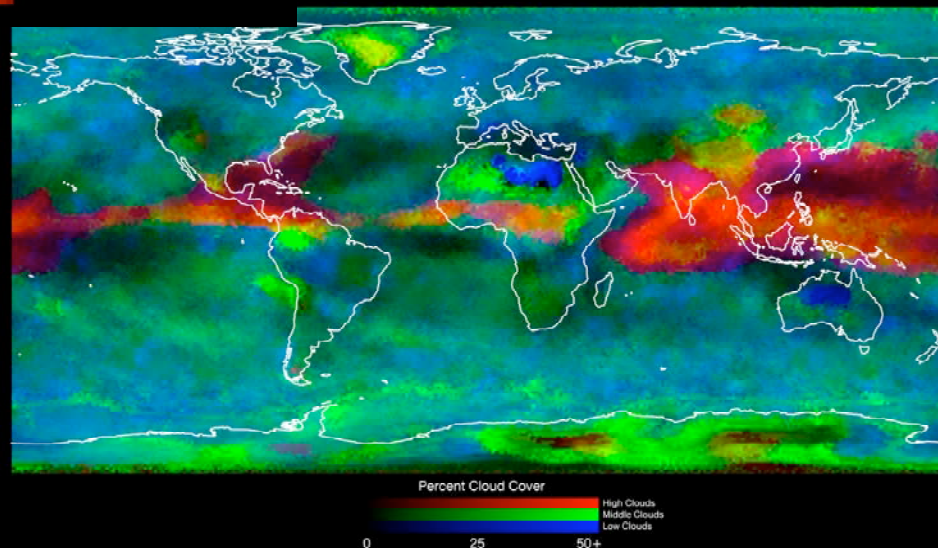 Percent Cloud Cover
High Clouds
Middle Clouds
Low Clouds
0 25 50+